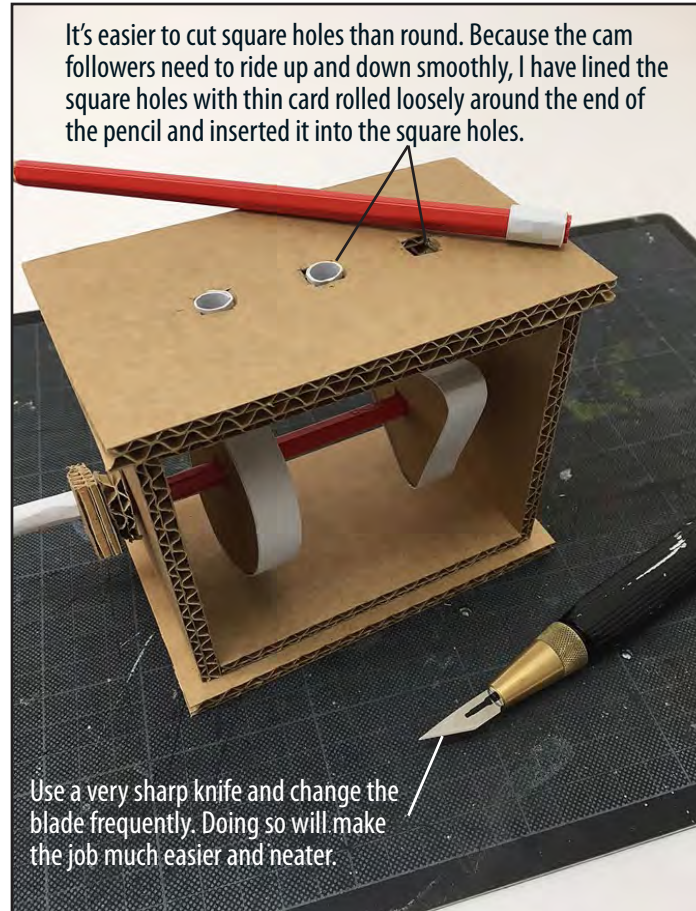 It’s easier to cut square holes than round. Because the cam
followers need to ride up and down smoothly, I have lined the
square holes with thin card rolled loosely around the end of
the pencil and inserted it into the square holes.
Use a very sharp knife and change the
blade frequently. Doing so will make
the job much easier and neater.